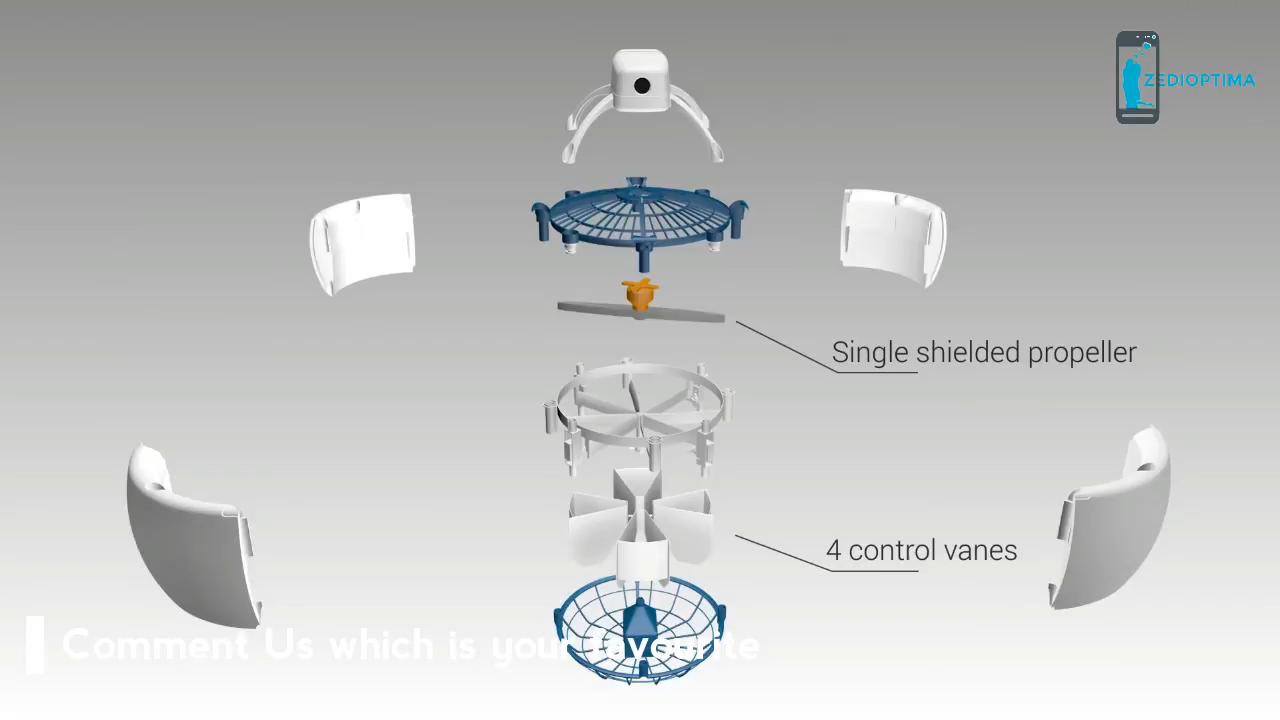 ZEDIOPTIMA
Single shielded propeller
4 control vanes
Comment Us which is your favourite